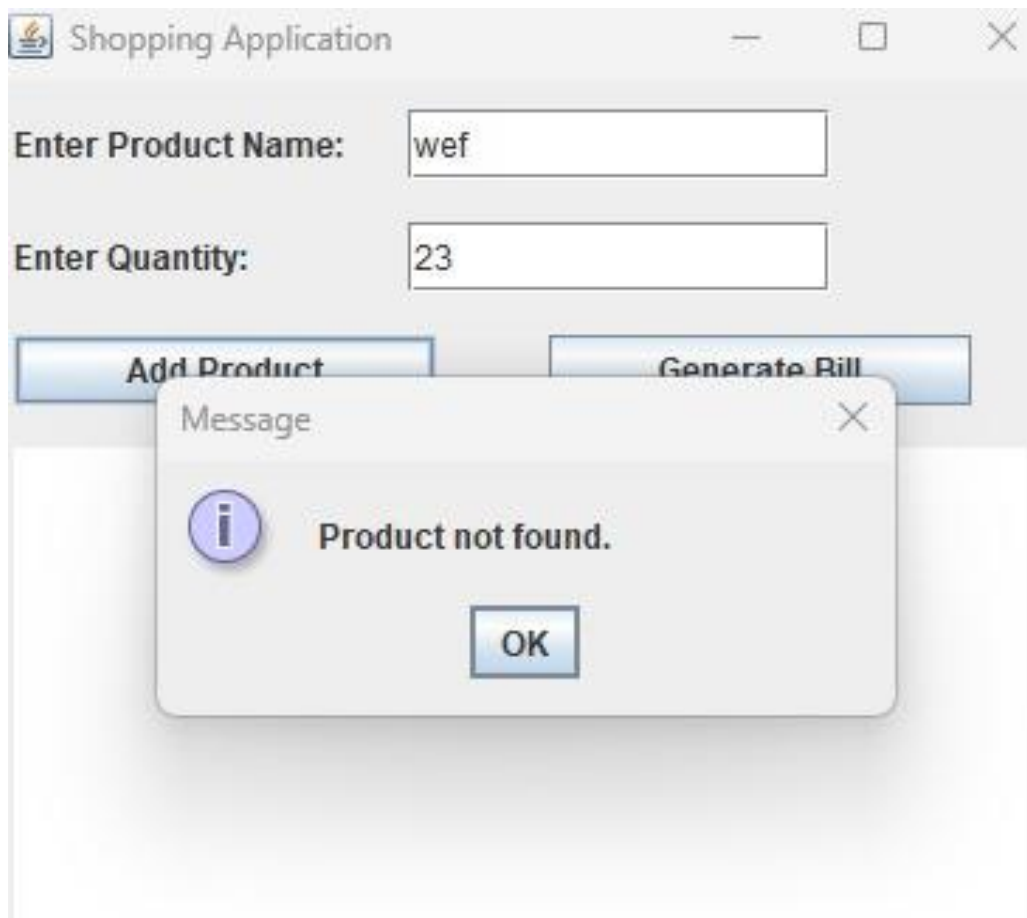 Shopping Application
Enter Product Name: wef
Enter Quantity: 23
Add Product Generate Bill
Message
i
Product not found.
OK